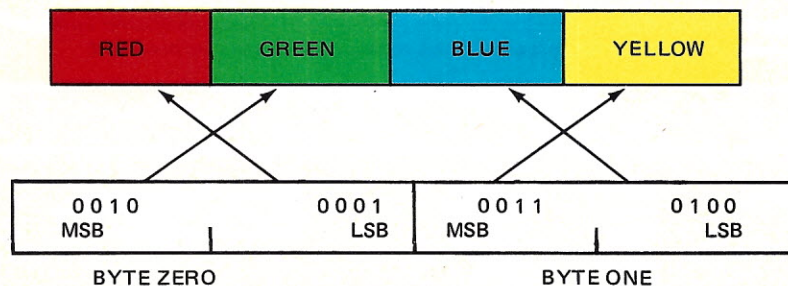 RED GREEN BLUE YELLOW
0010 0001 0011 0100
MSB LSB MSB LSB
BYTE ZERO BYTE ONE